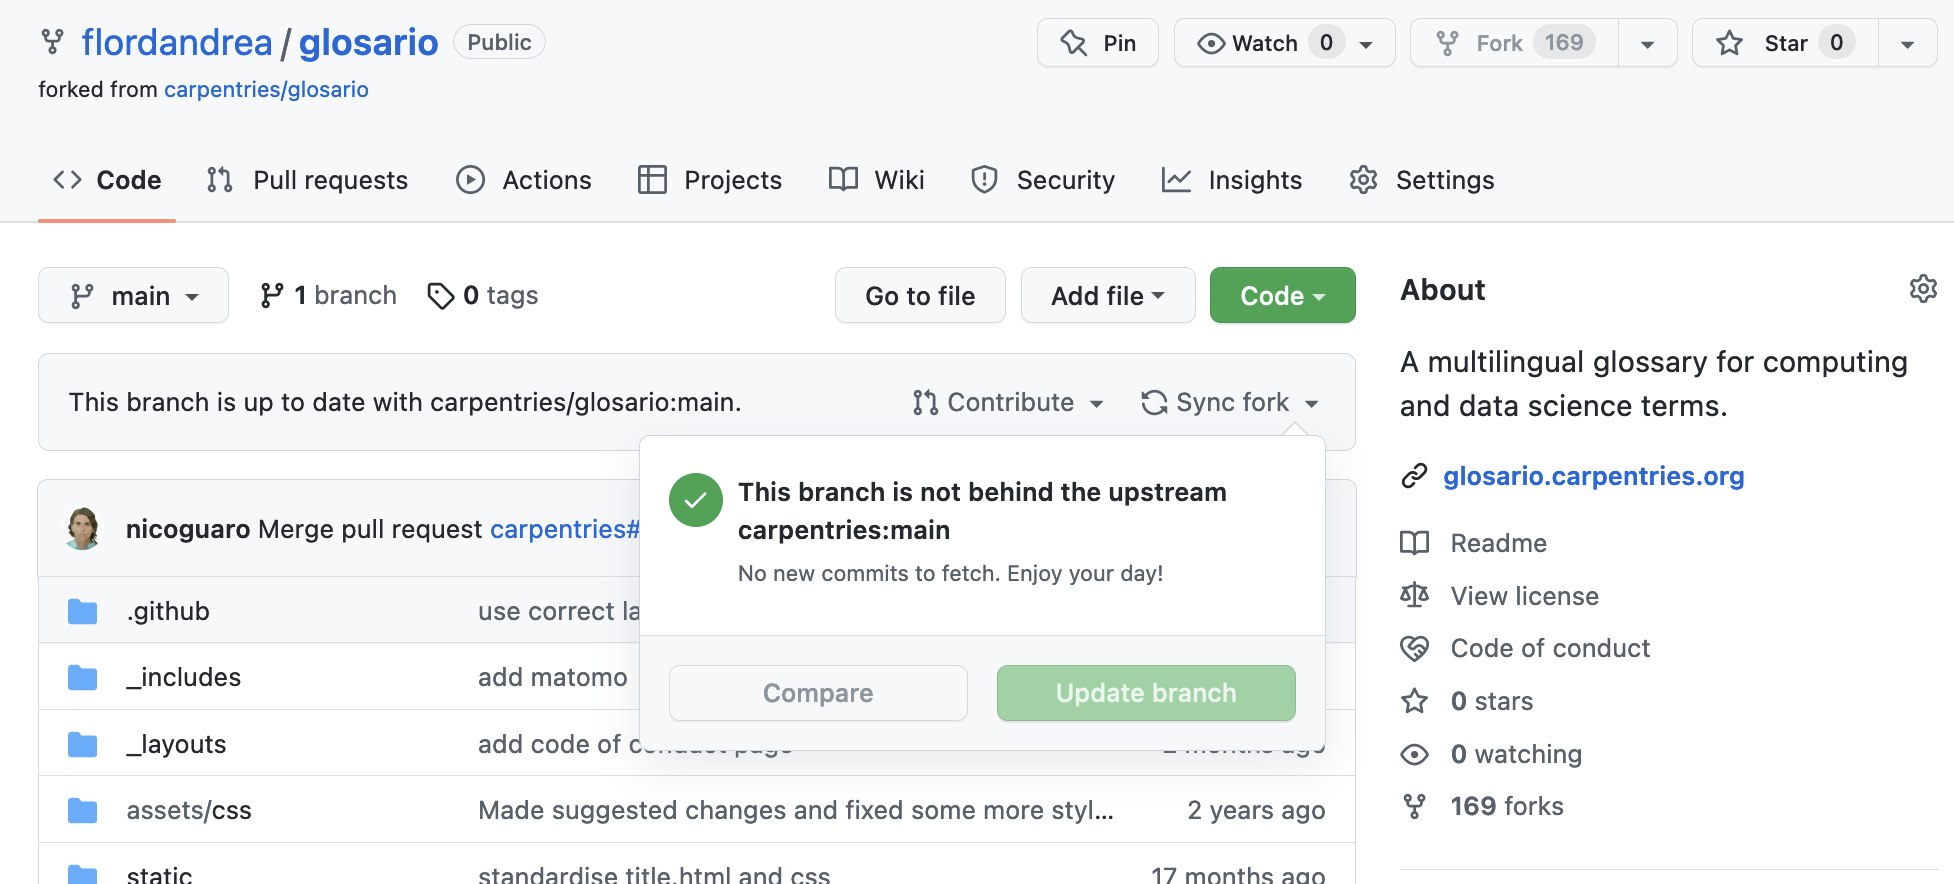 flordandrea / glosario Public
Pin Watch 0 Fork 169 Star 0
forked from carpentries/glosario
Code Pull requests Actions Projects Wiki Security Insights Settings
main 1 branch 0 tags Go to file Add file Code
This branch is up to date with carpentries/glosario:main. Contribute Sync fork
This branch is not behind the upstream
carpentries:main
No new commits to fetch. Enjoy your day!
Compare Update branch
nicoguaro Merge pull request carpentries#
.github use correct
_includes add matomo
_layouts add code of conduct page 2 months ago
assets/css Made suggested changes and fixed some more styl... 2 years ago
static standardise title.html and css 17 months ago
About
A multilingual glossary for computing
and data science terms.
glosario.carpentries.org
Readme
View license
Code of conduct
0 stars
0 watching
169 forks